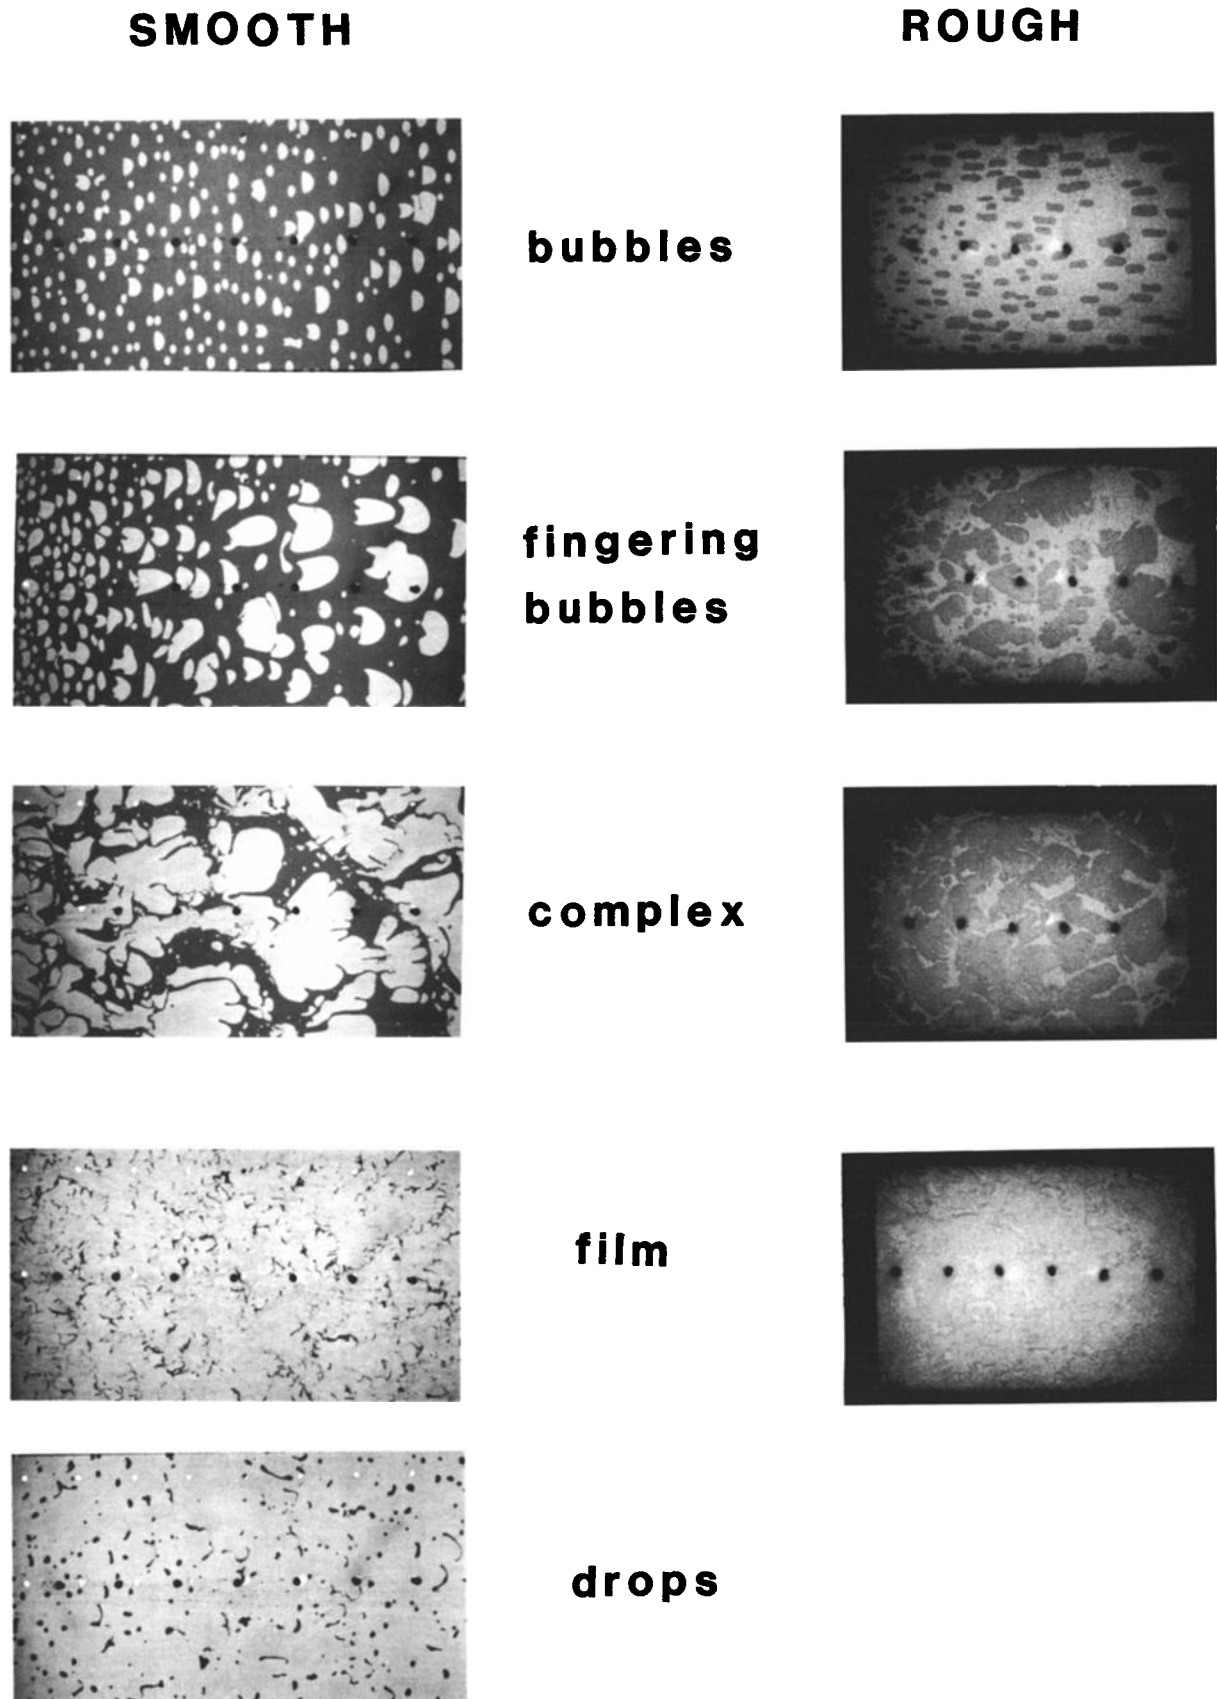 SMOOTH
ROUGH
bubbles
fingering
bubbles
complex
film
drops